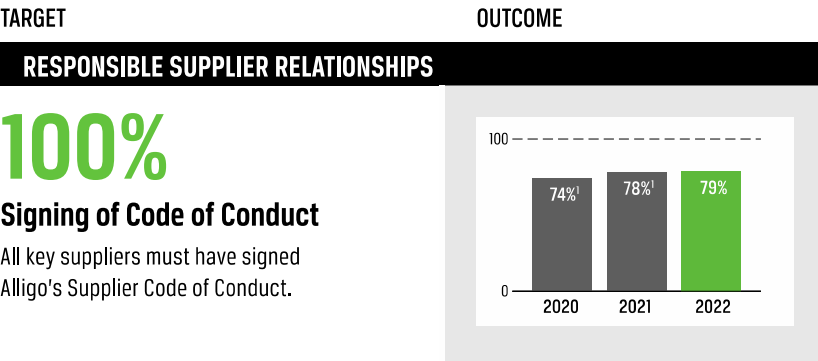 TARGET
OUTCOME
RESPONSIBLE SUPPLIER RELATIONSHIPS
100%
Signing of Code of Conduct
All key suppliers must have signed
Alligo's Supplier Code of Conduct.
100
74%¹
78%¹
79%
0
2020
2021
2022